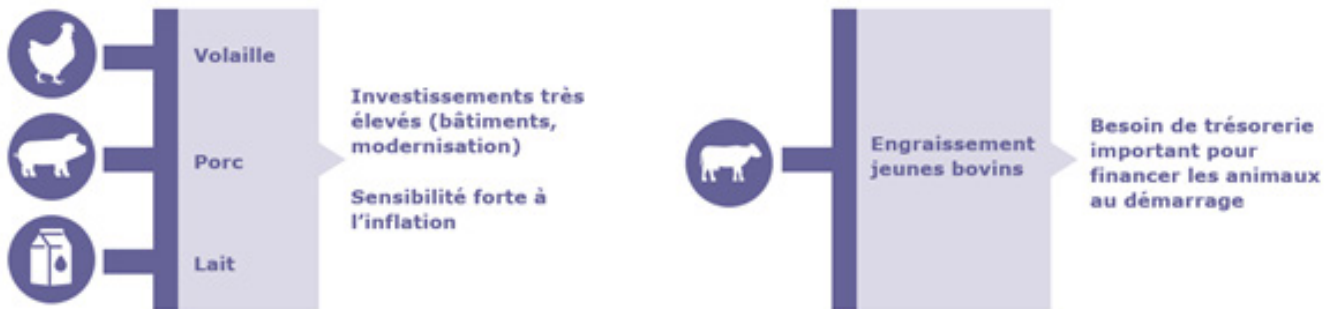 Volaille
Porc
Lait
Investissements très
élevés (bâtiments,
modernisation)
Sensibilité forte à
l'inflation
Engraissement
jeunes bovins
Besoin de trésorerie
important pour
financer les animaux
au démarrage